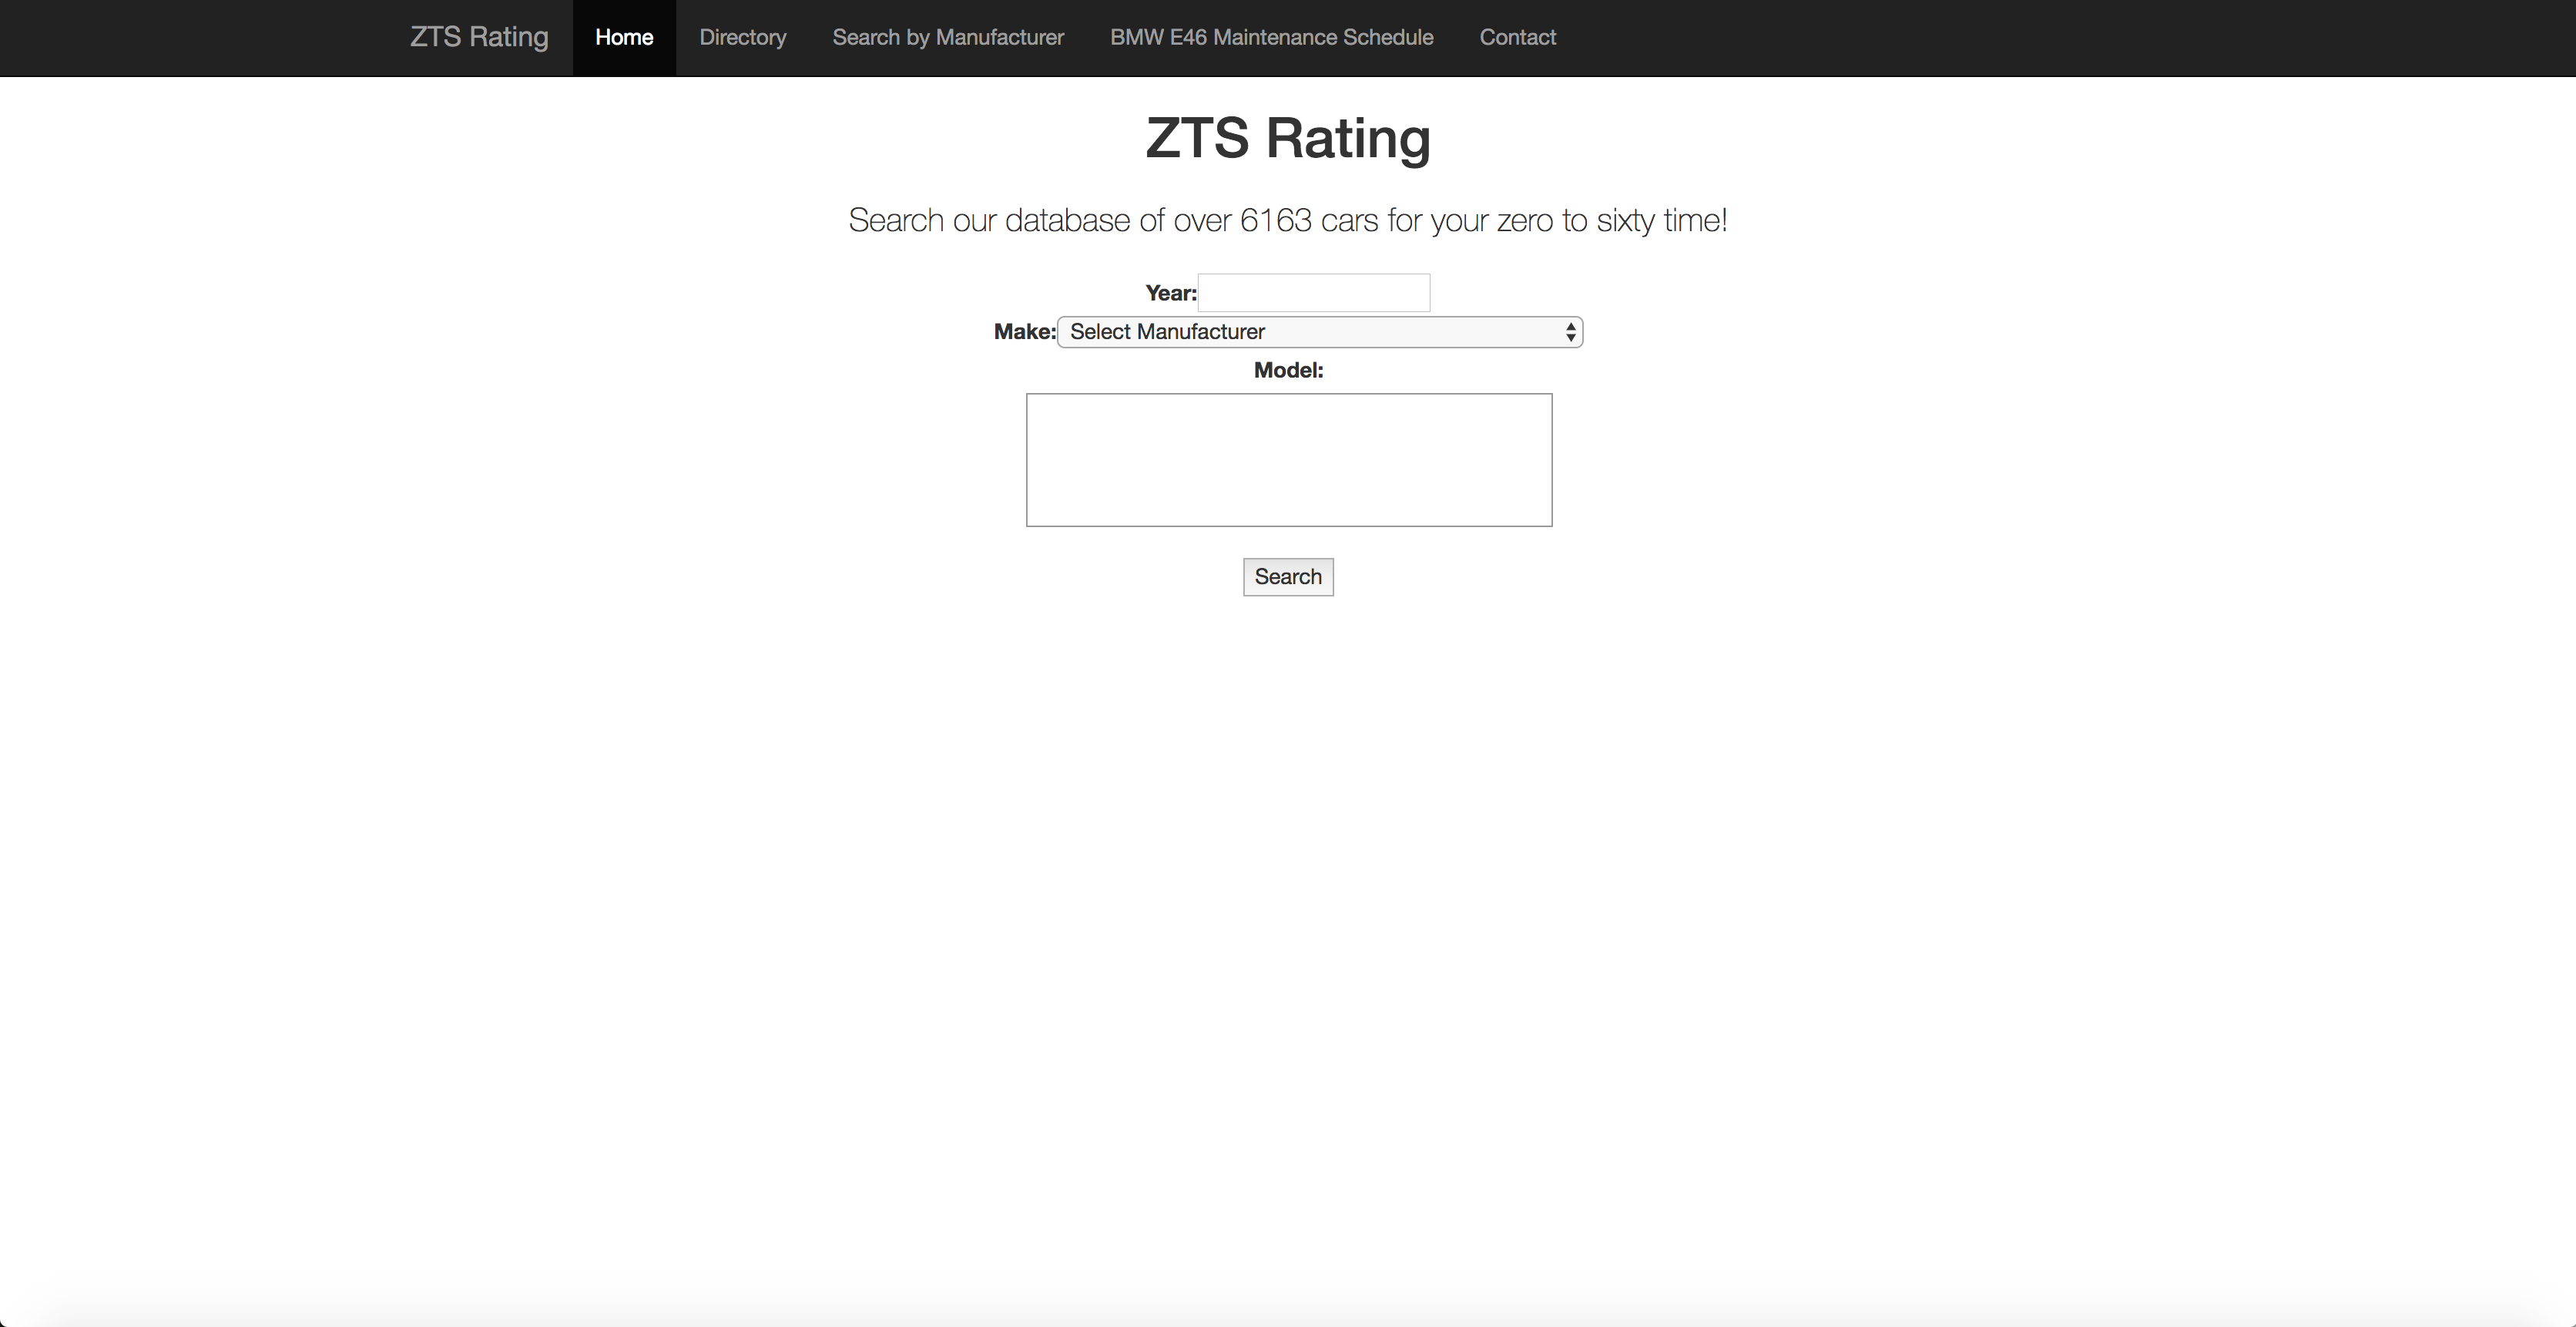 ZTS Rating Home Directory Search by Manufacturer BMW E46 Maintenance Schedule Contact
ZTS Rating
Search our database of over 6163 cars for your zero to sixty time!
Year:
Make: Select Manufacturer
Model:
Search